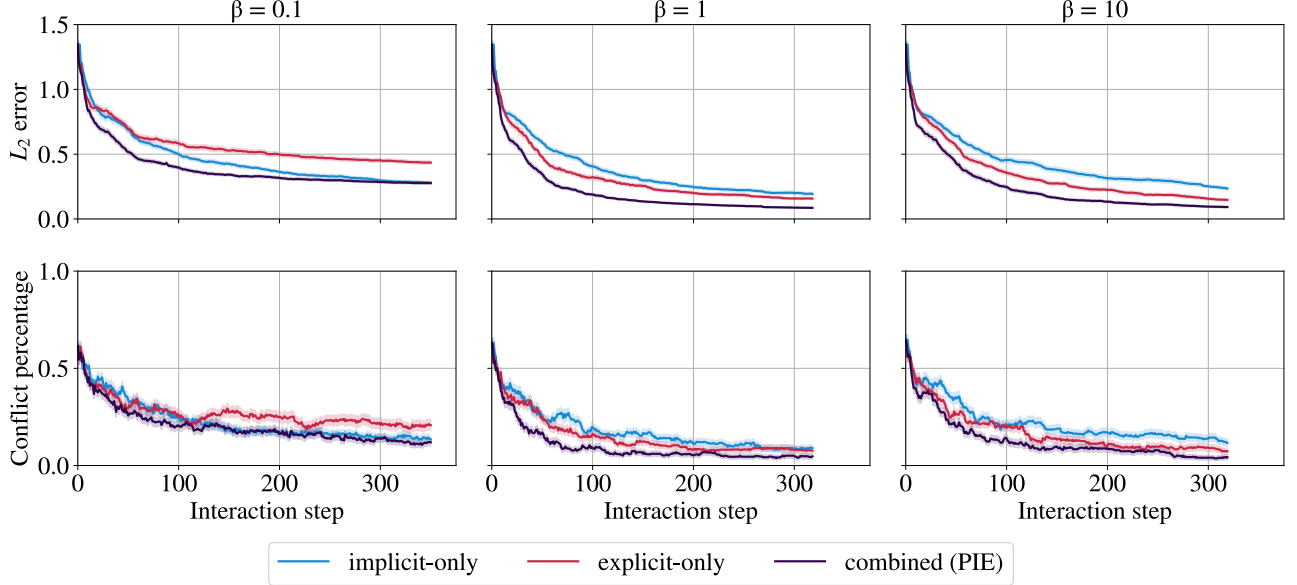 β = 0.1
β = 1
β = 10
L₂ error
1.5
1.0
0.5
0.0
Conflict percentage
1.0
0.5
0.0
0 100 200 300
0 100 200 300
0 100 200 300
Interaction step
Interaction step
Interaction step
implicit-only
explicit-only
combined (PIE)